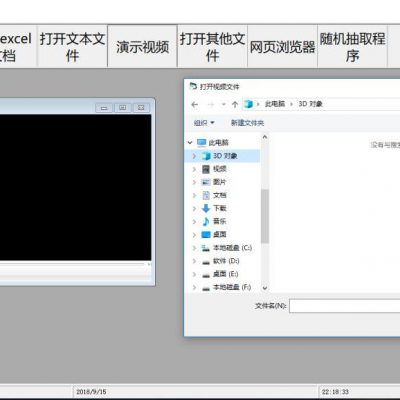 excel
文档
打开文本文
件
演示视频
打开其他文
件
网页浏览器
随机抽取程
序
打开视频文件
此电脑 › 3D 对象
组织 新建文件夹
此电脑
3D 对象
视频
图片
文档
下载
音乐
桌面
本地磁盘 (C:)
软件 (D:)
桌面 (E:)
本地磁盘 (F:)
没有与搜
文件名(N):
2018/9/15
22:18:33